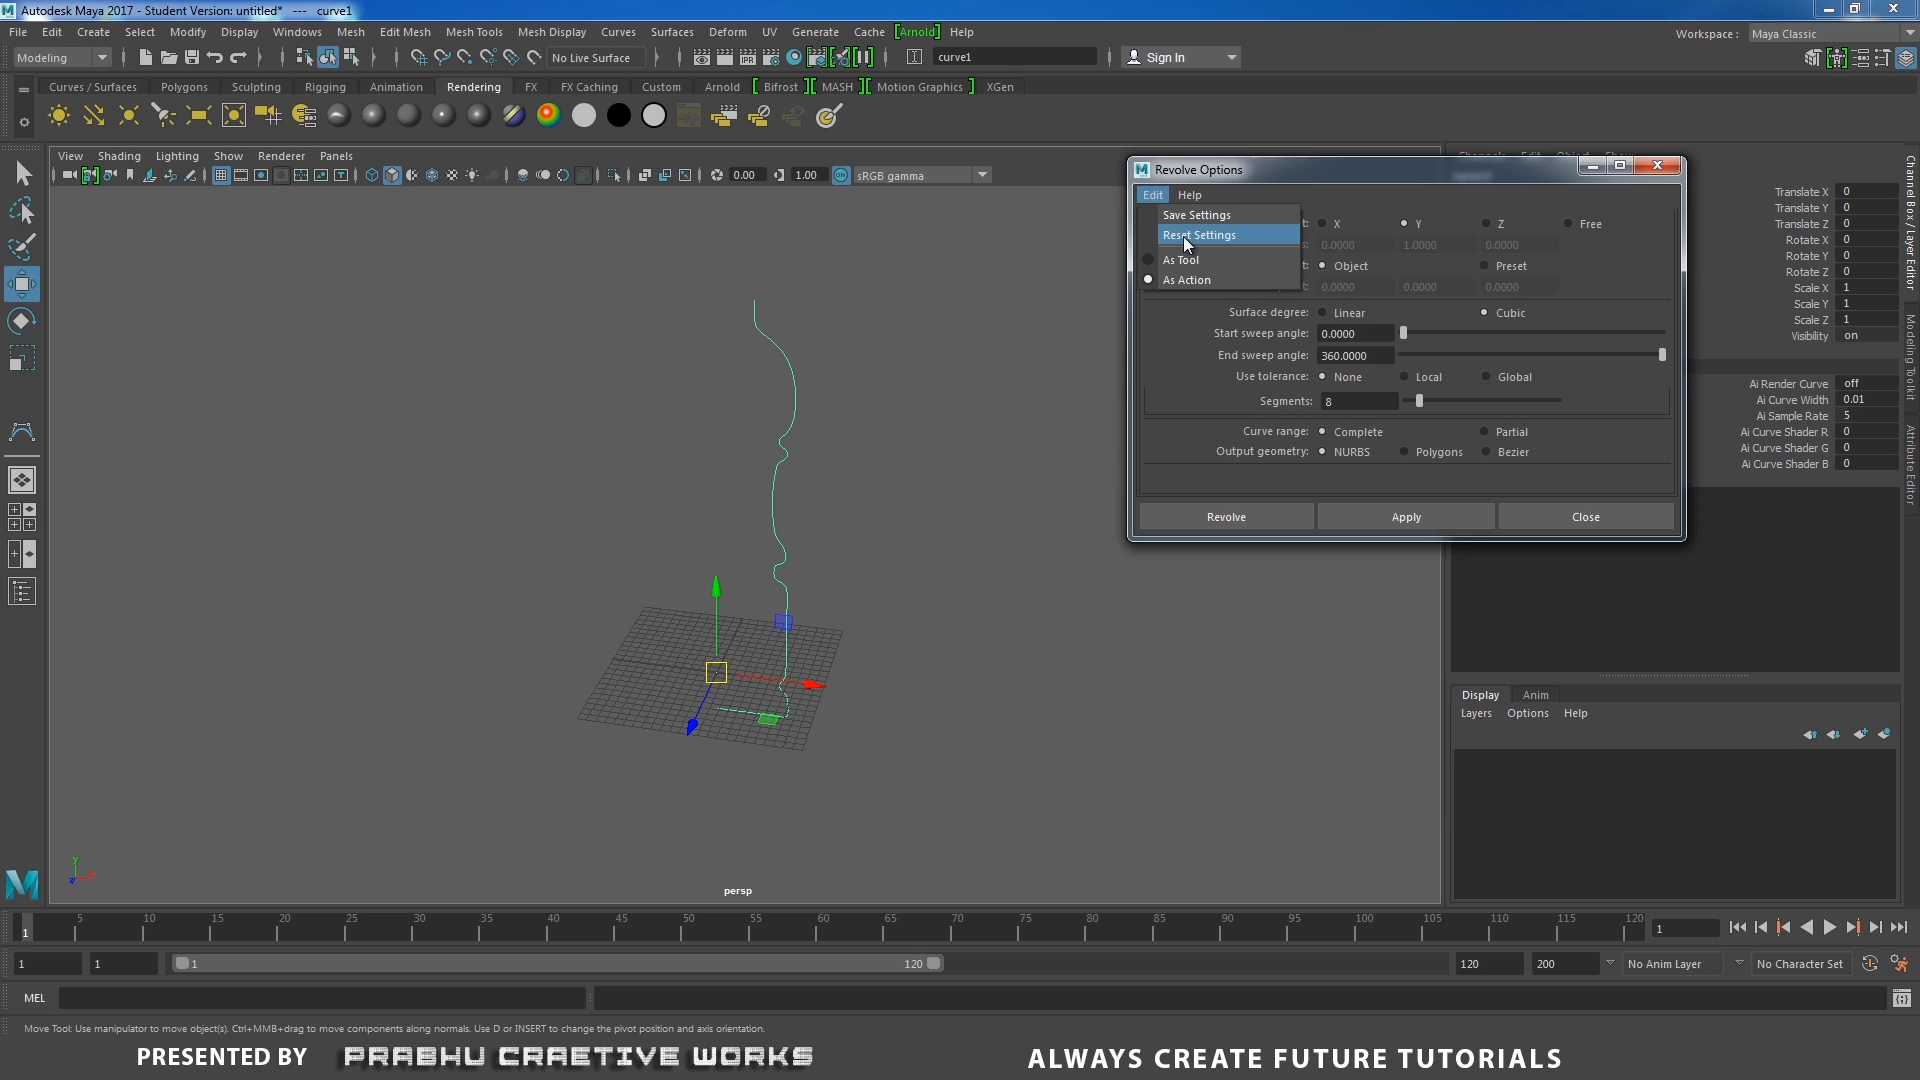 Autodesk Maya 2017 - Student Version: untitled* --- curve1
File Edit Create Select Modify Display Windows Mesh Edit Mesh Mesh Tools Mesh Display Curves Surfaces Deform UV Generate Cache [Arnold] Help
Workspace : Maya Classic
Modeling No Live Surface IPR curve1 Sign In
Curves / Surfaces Polygons Sculpting Rigging Animation Rendering FX FX Caching Custom Arnold Bifrost MASH Motion Graphics XGen
View Shading Lighting Show Renderer Panels
0.00 1.00 ON sRGB gamma
Revolve Options
Edit Help
Save Settings
Reset Settings
As Tool
As Action
X Y Z Free
0.0000 1.0000 0.0000
Object Preset
0.0000 0.0000 0.0000
Surface degree: Linear Cubic
Start sweep angle: 0.0000
End sweep angle: 360.0000
Use tolerance: None Local Global
Segments: 8
Curve range: Complete Partial
Output geometry: NURBS Polygons Bezier
Revolve Apply Close
Translate X 0
Translate Y 0
Translate Z 0
Rotate X 0
Rotate Y 0
Rotate Z 0
Scale X 1
Scale Y 1
Scale Z 1
Visibility on
Ai Render Curve off
Ai Curve Width 0.01
Ai Sample Rate 5
Ai Curve Shader R 0
Ai Curve Shader G 0
Ai Curve Shader B 0
Channel Box / Layer Editor
Modeling Toolkit
Attribute Editor
Display Anim
Layers Options Help
persp
5 10 15 20 25 30 35 40 45 50 55 60 65 70 75 80 85 90 95 100 105 110 115 120
1 1
1 1 1 120 120 200 No Anim Layer No Character Set
MEL
Move Tool: Use manipulator to move object(s). Ctrl+MMB+drag to move components along normals. Use D or INSERT to change the pivot position and axis orientation.
PRESENTED BY PRABHU CRAETIVE WORKS ALWAYS CREATE FUTURE TUTORIALS